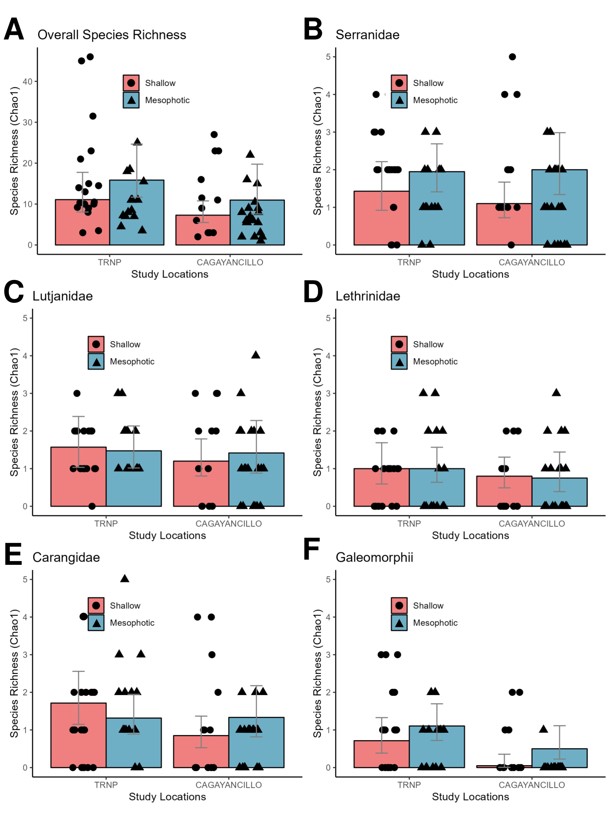 A Overall Species Richness
Species Richness (Chao1)
40
30
20
10
0
Shallow
Mesophotic
TRNP CAGAYANCILLO
Study Locations
B Serranidae
Species Richness (Chao1)
5
4
3
2
1
0
Shallow
Mesophotic
TRNP CAGAYANCILLO
Study Locations
C Lutjanidae
Species Richness (Chao1)
5
4
3
2
1
0
Shallow
Mesophotic
TRNP CAGAYANCILLO
Study Locations
D Lethrinidae
Species Richness (Chao1)
5
4
3
2
1
0
Shallow
Mesophotic
TRNP CAGAYANCILLO
Study Locations
E Carangidae
Species Richness (Chao1)
5
4
3
2
1
0
Shallow
Mesophotic
TRNP CAGAYANCILLO
Study Locations
F Galeomorphii
Species Richness (Chao1)
5
4
3
2
1
0
Shallow
Mesophotic
TRNP CAGAYANCILLO
Study Locations